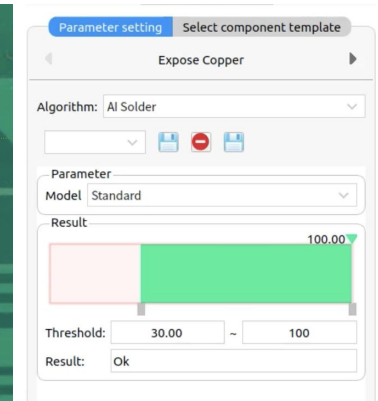 Parameter setting Select component template
Expose Copper
Algorithm: AI Solder
Parameter
Model Standard
Result
100.00
Threshold: 30.00 ~ 100
Result: Ok